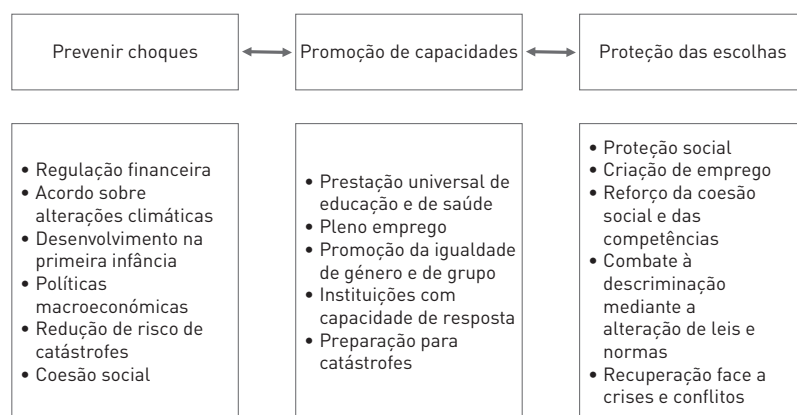 Prevenir choques
Promoção de capacidades
Proteção das escolhas
• Regulação financeira
• Acordo sobre
alterações climáticas
• Desenvolvimento na
primeira infância
• Políticas
macroeconómicas
• Redução de risco de
catástrofes
• Coesão social
• Prestação universal de
educação e de saúde
• Pleno emprego
• Promoção da igualdade
de género e de grupo
• Instituições com
capacidade de resposta
• Preparação para
catástrofes
• Proteção social
• Criação de emprego
• Reforço da coesão
social e das
competências
• Combate à
descriminação
mediante a
alteração de leis e
normas
• Recuperação face a
crises e conflitos